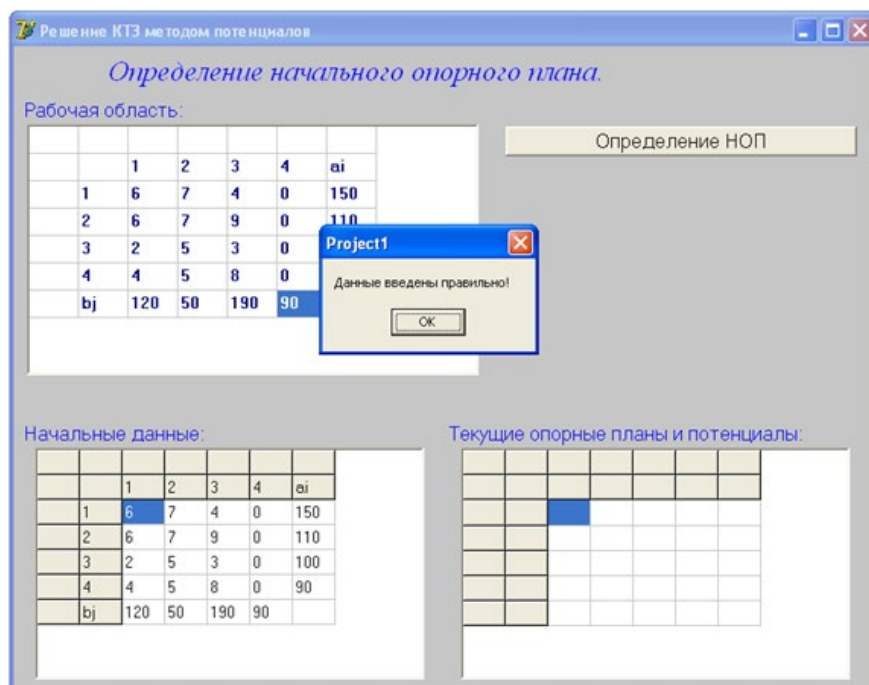 Решение КТЗ методом потенциалов
Определение начального опорного плана.
Рабочая область:
Определение НОП
1 2 3 4 ai
1 6 7 4 0 150
2 6 7 9 0 110
3 2 5 3 0
4 4 5 8 0
bj 120 50 190 90
Project1
Данные введены правильно!
OK
Начальные данные:
1 2 3 4 ai
1 6 7 4 0 150
2 6 7 9 0 110
3 2 5 3 0 100
4 4 5 8 0 90
bj 120 50 190 90
Текущие опорные планы и потенциалы: